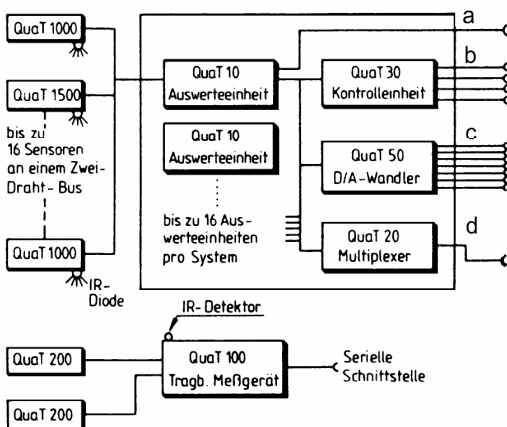 QuaT 1000
QuaT 1500
bis zu
16 Sensoren
an einem Zwei-
Draht-Bus
QuaT 1000
IR-
Diode
QuaT 10
Auswerteeinheit
QuaT 10
Auswerteeinheit
bis zu 16 Aus-
werteeinheiten
pro System
a
b
QuaT 30
Kontrolleinheit
c
QuaT 50
D/A-Wandler
d
QuaT 20
Multiplexer
IR-Detektor
QuaT 200
QuaT 200
QuaT 100
Tragb. Meßgerät
Serielle
Schnittstelle